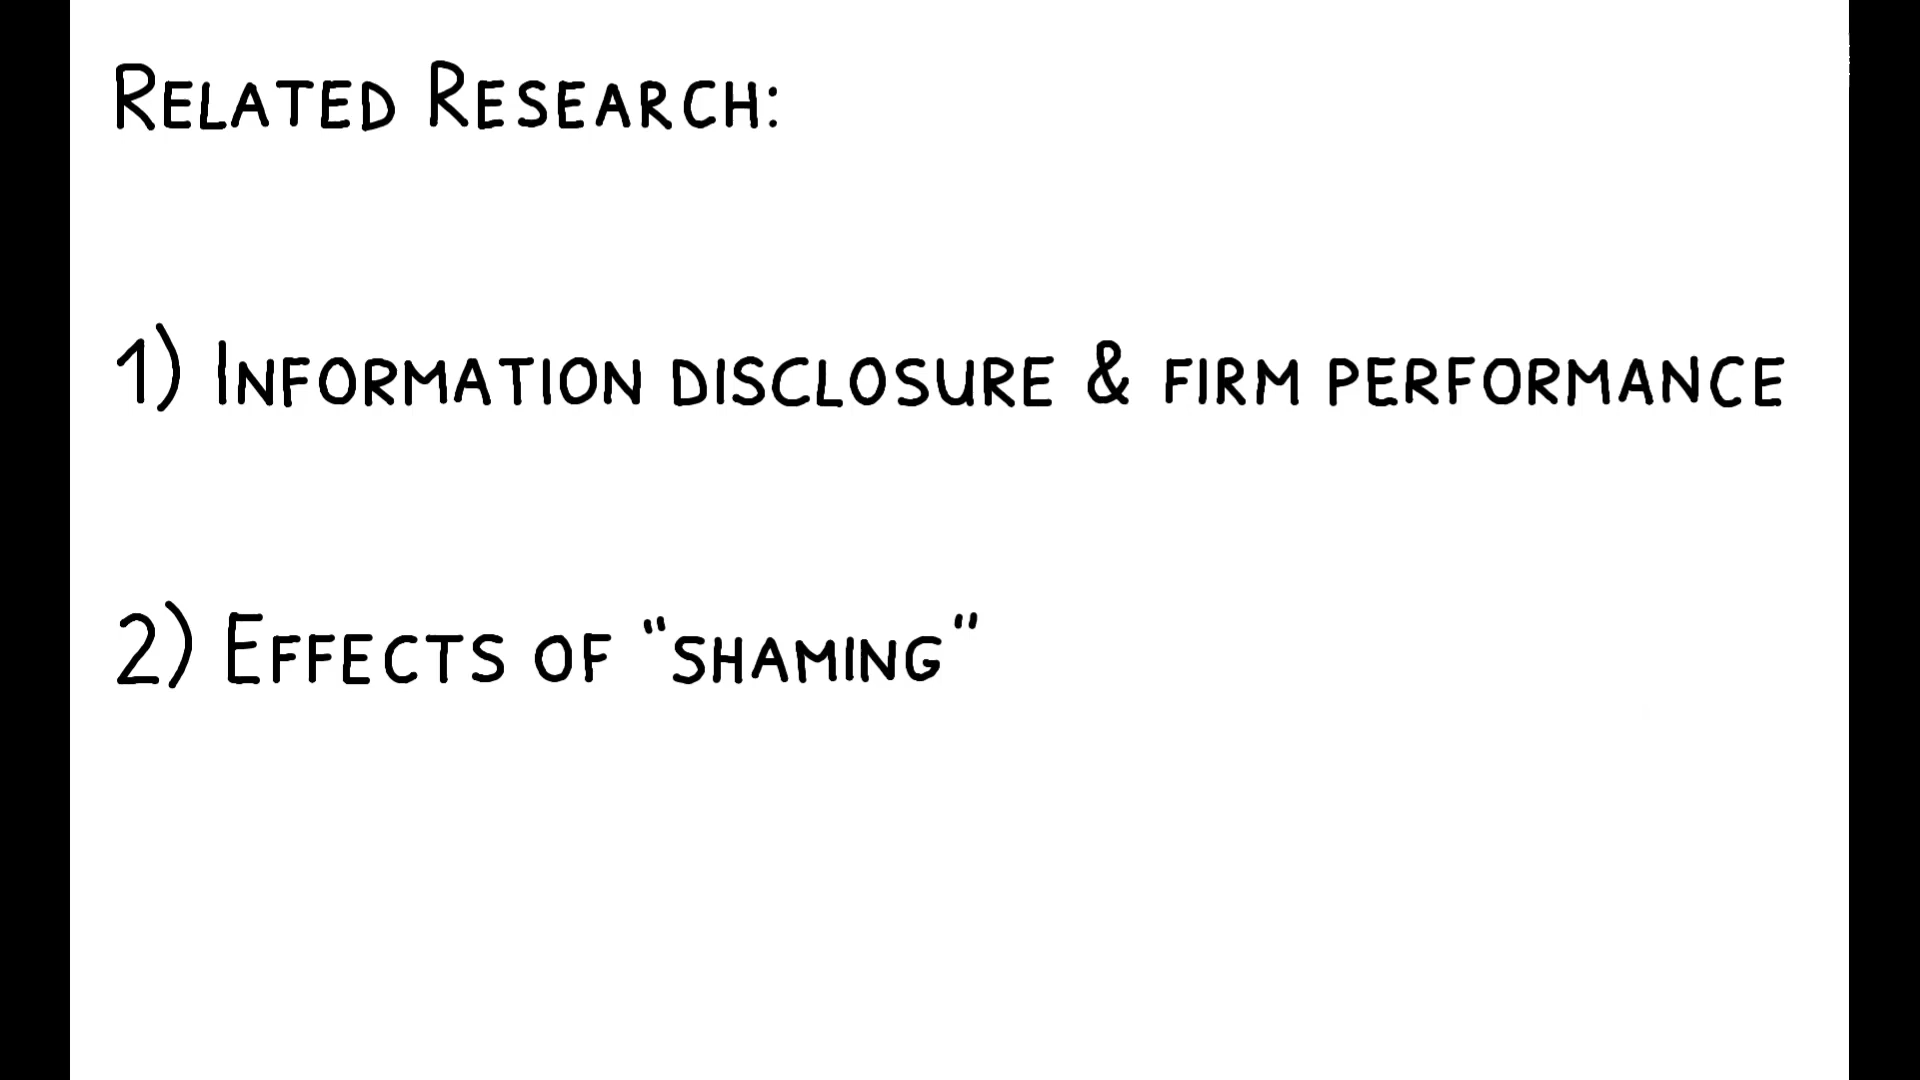 Related Research:
1) Information disclosure & firm performance
2) Effects of "shaming"